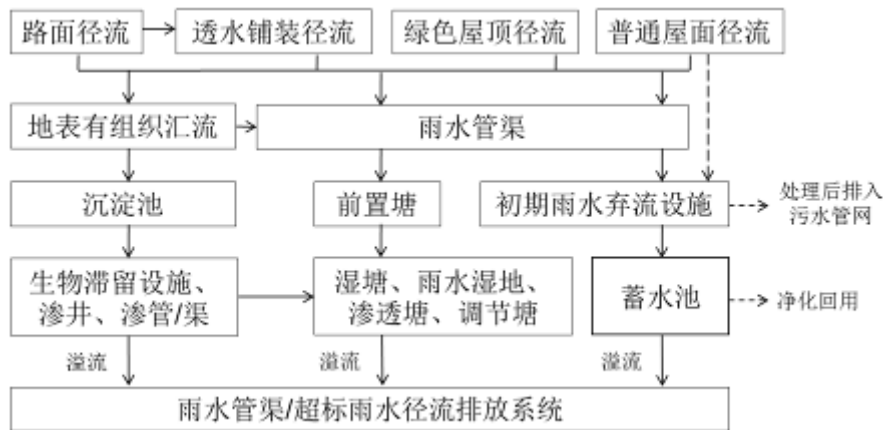 路面径流
透水铺装径流
绿色屋顶径流
普通屋面径流
地表有组织汇流
雨水管渠
沉淀池
前置塘
初期雨水弃流设施
处理后排入
污水管网
生物滞留设施、
渗井、渗管/渠
湿塘、雨水湿地、
渗透塘、调节塘
蓄水池
净化回用
溢流
溢流
溢流
雨水管渠/超标雨水径流排放系统